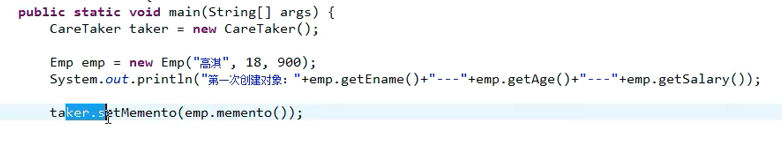 public static void main(String[] args) {
CareTaker taker = new CareTaker();
Emp emp = new Emp("高淇", 18, 900);
System.out.println("第一次创建对象："+emp.getEname()+"---"+emp.getAge()+"---"+emp.getSalary());
taker.setMemento(emp.memento());